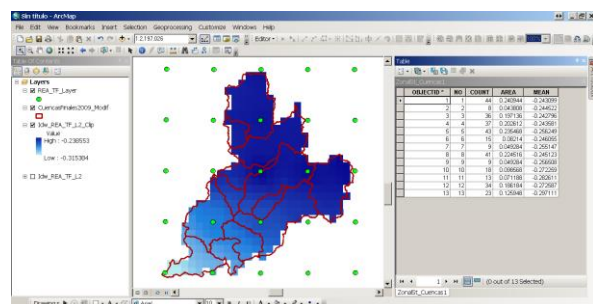 Sin título - ArcMap
File Edit View Bookmarks Insert Selection Geoprocessing Customize Windows Help
1:2.197.026
Editor
Table Of Contents
Layers
REA_TF_Layer
CuencasFinales2009_Modif
Idw_REA_TF_L2_Clip
Value
High : -0.238553
Low : -0.315384
Idw_REA_TF_L2
Table
ZonalSt_Cuencas1
OBJECTID * NO COUNT AREA MEAN
1 1 44 0.240944 -0.243099
2 2 8 0.043808 -0.244522
3 3 36 0.197136 -0.242796
4 4 37 0.202612 -0.243581
5 5 43 0.235468 -0.256249
6 6 15 0.08214 -0.246055
7 7 9 0.049284 -0.255147
8 8 41 0.224516 -0.245123
9 9 9 0.049284 -0.256508
10 10 18 0.098568 -0.272269
11 11 13 0.071188 -0.282611
12 12 34 0.186184 -0.272587
13 13 23 0.125948 -0.297111
1
(0 out of 13 Selected)
ZonalSt_Cuencas1
Drawing
Arial
10